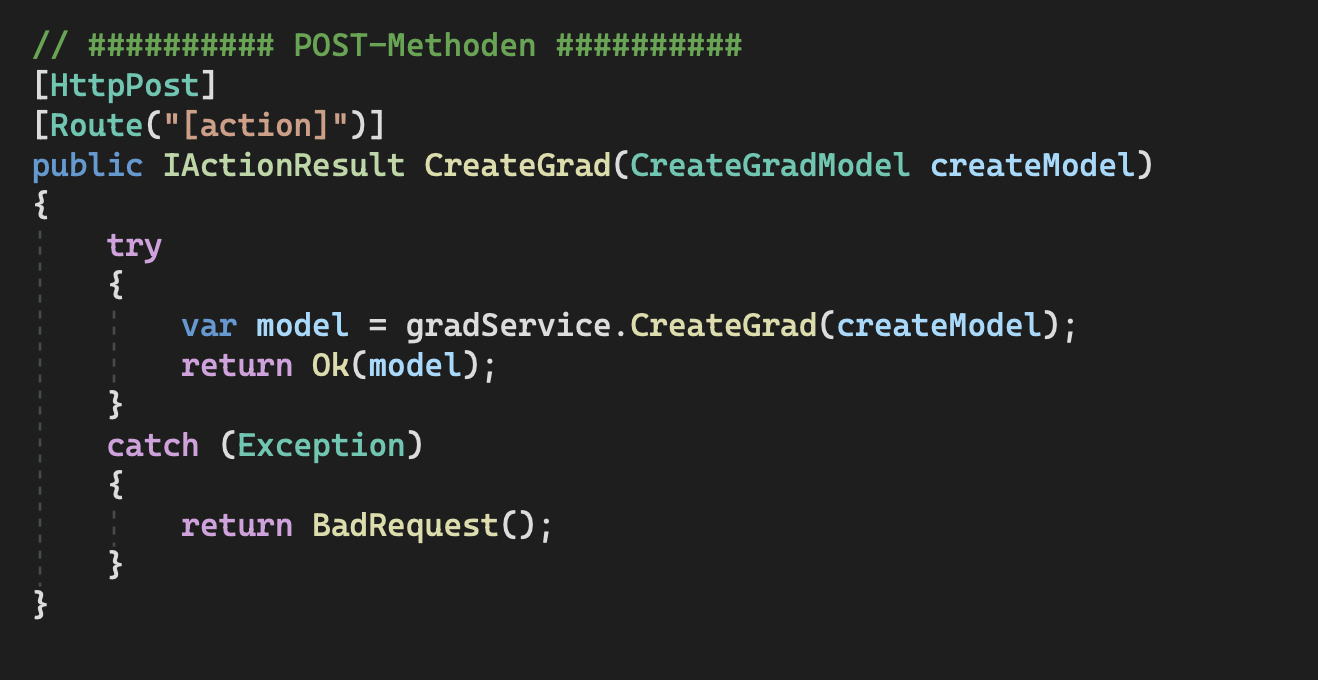 // ########## POST-Methoden ##########
[HttpPost]
[Route("[action]")]
public IActionResult CreateGrad(CreateGradModel createModel)
{
    try
    {
        var model = gradService.CreateGrad(createModel);
        return Ok(model);
    }
    catch (Exception)
    {
        return BadRequest();
    }
}